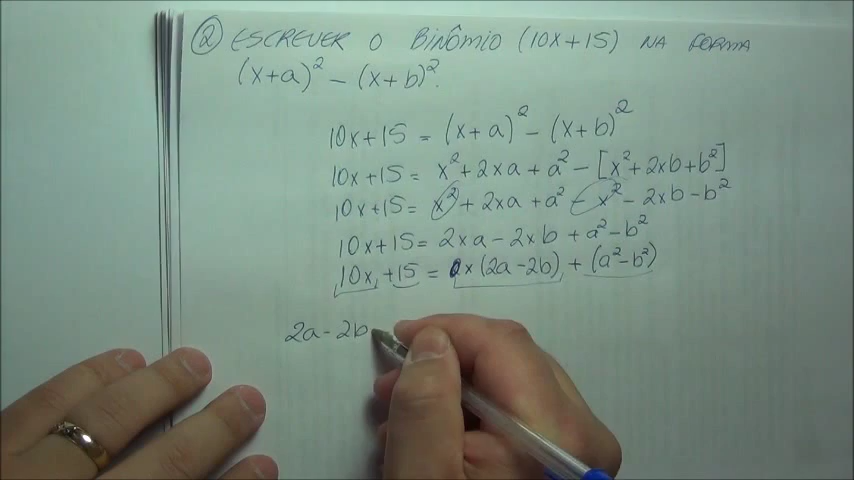 ② ESCREVER O BINÔMIO (10x+15) NA FORMA
(x+a)² − (x+b)².
10x+15 = (x+a)² − (x+b)²
10x+15 = x²+2xa+a² − [x²+2xb+b²]
10x+15 = x² + 2xa + a² − x² − 2xb − b²
10x+15 = 2xa − 2xb + a² − b²
10x + 15 = x (2a − 2b) + (a² − b²)
2a − 2b